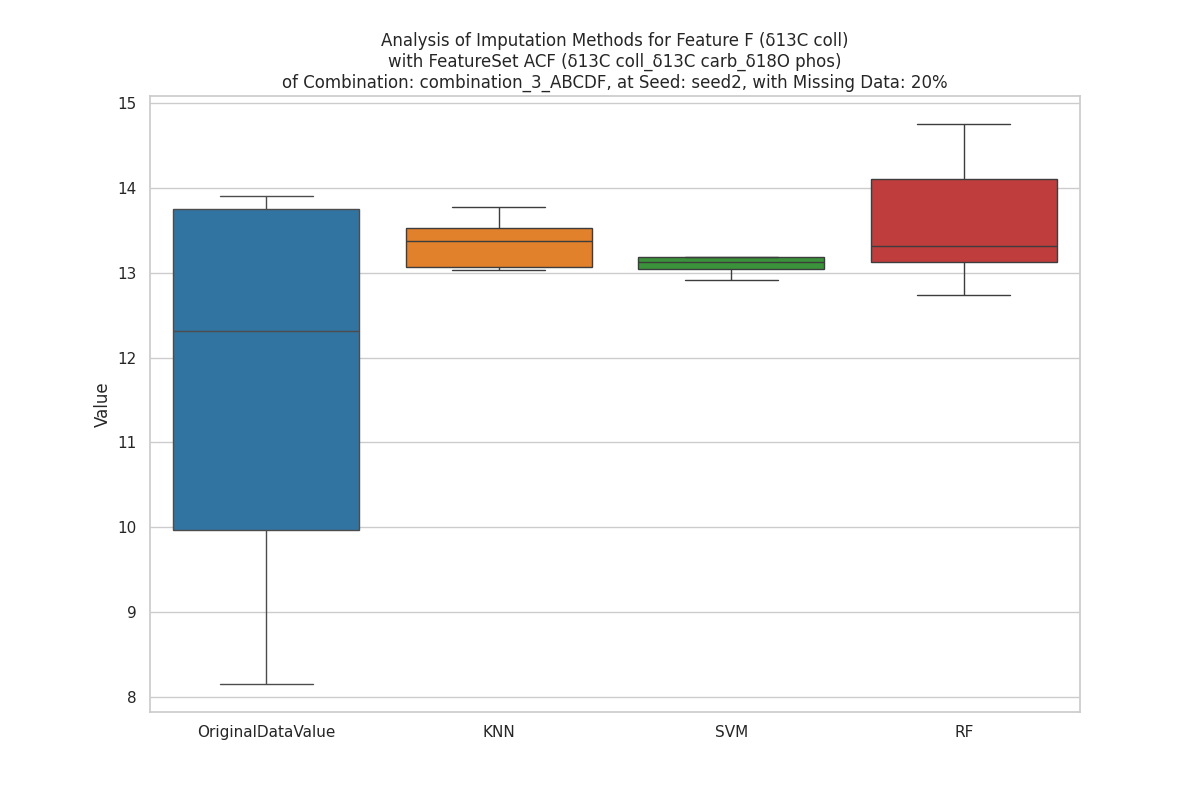 Analysis of Imputation Methods for Feature F (δ13C coll)
with FeatureSet ACF (δ13C coll_δ13C carb_δ18O phos)
of Combination: combination_3_ABCDF, at Seed: seed2, with Missing Data: 20%
15
14
13
12
11
10
9
8
Value
OriginalDataValue
KNN
SVM
RF